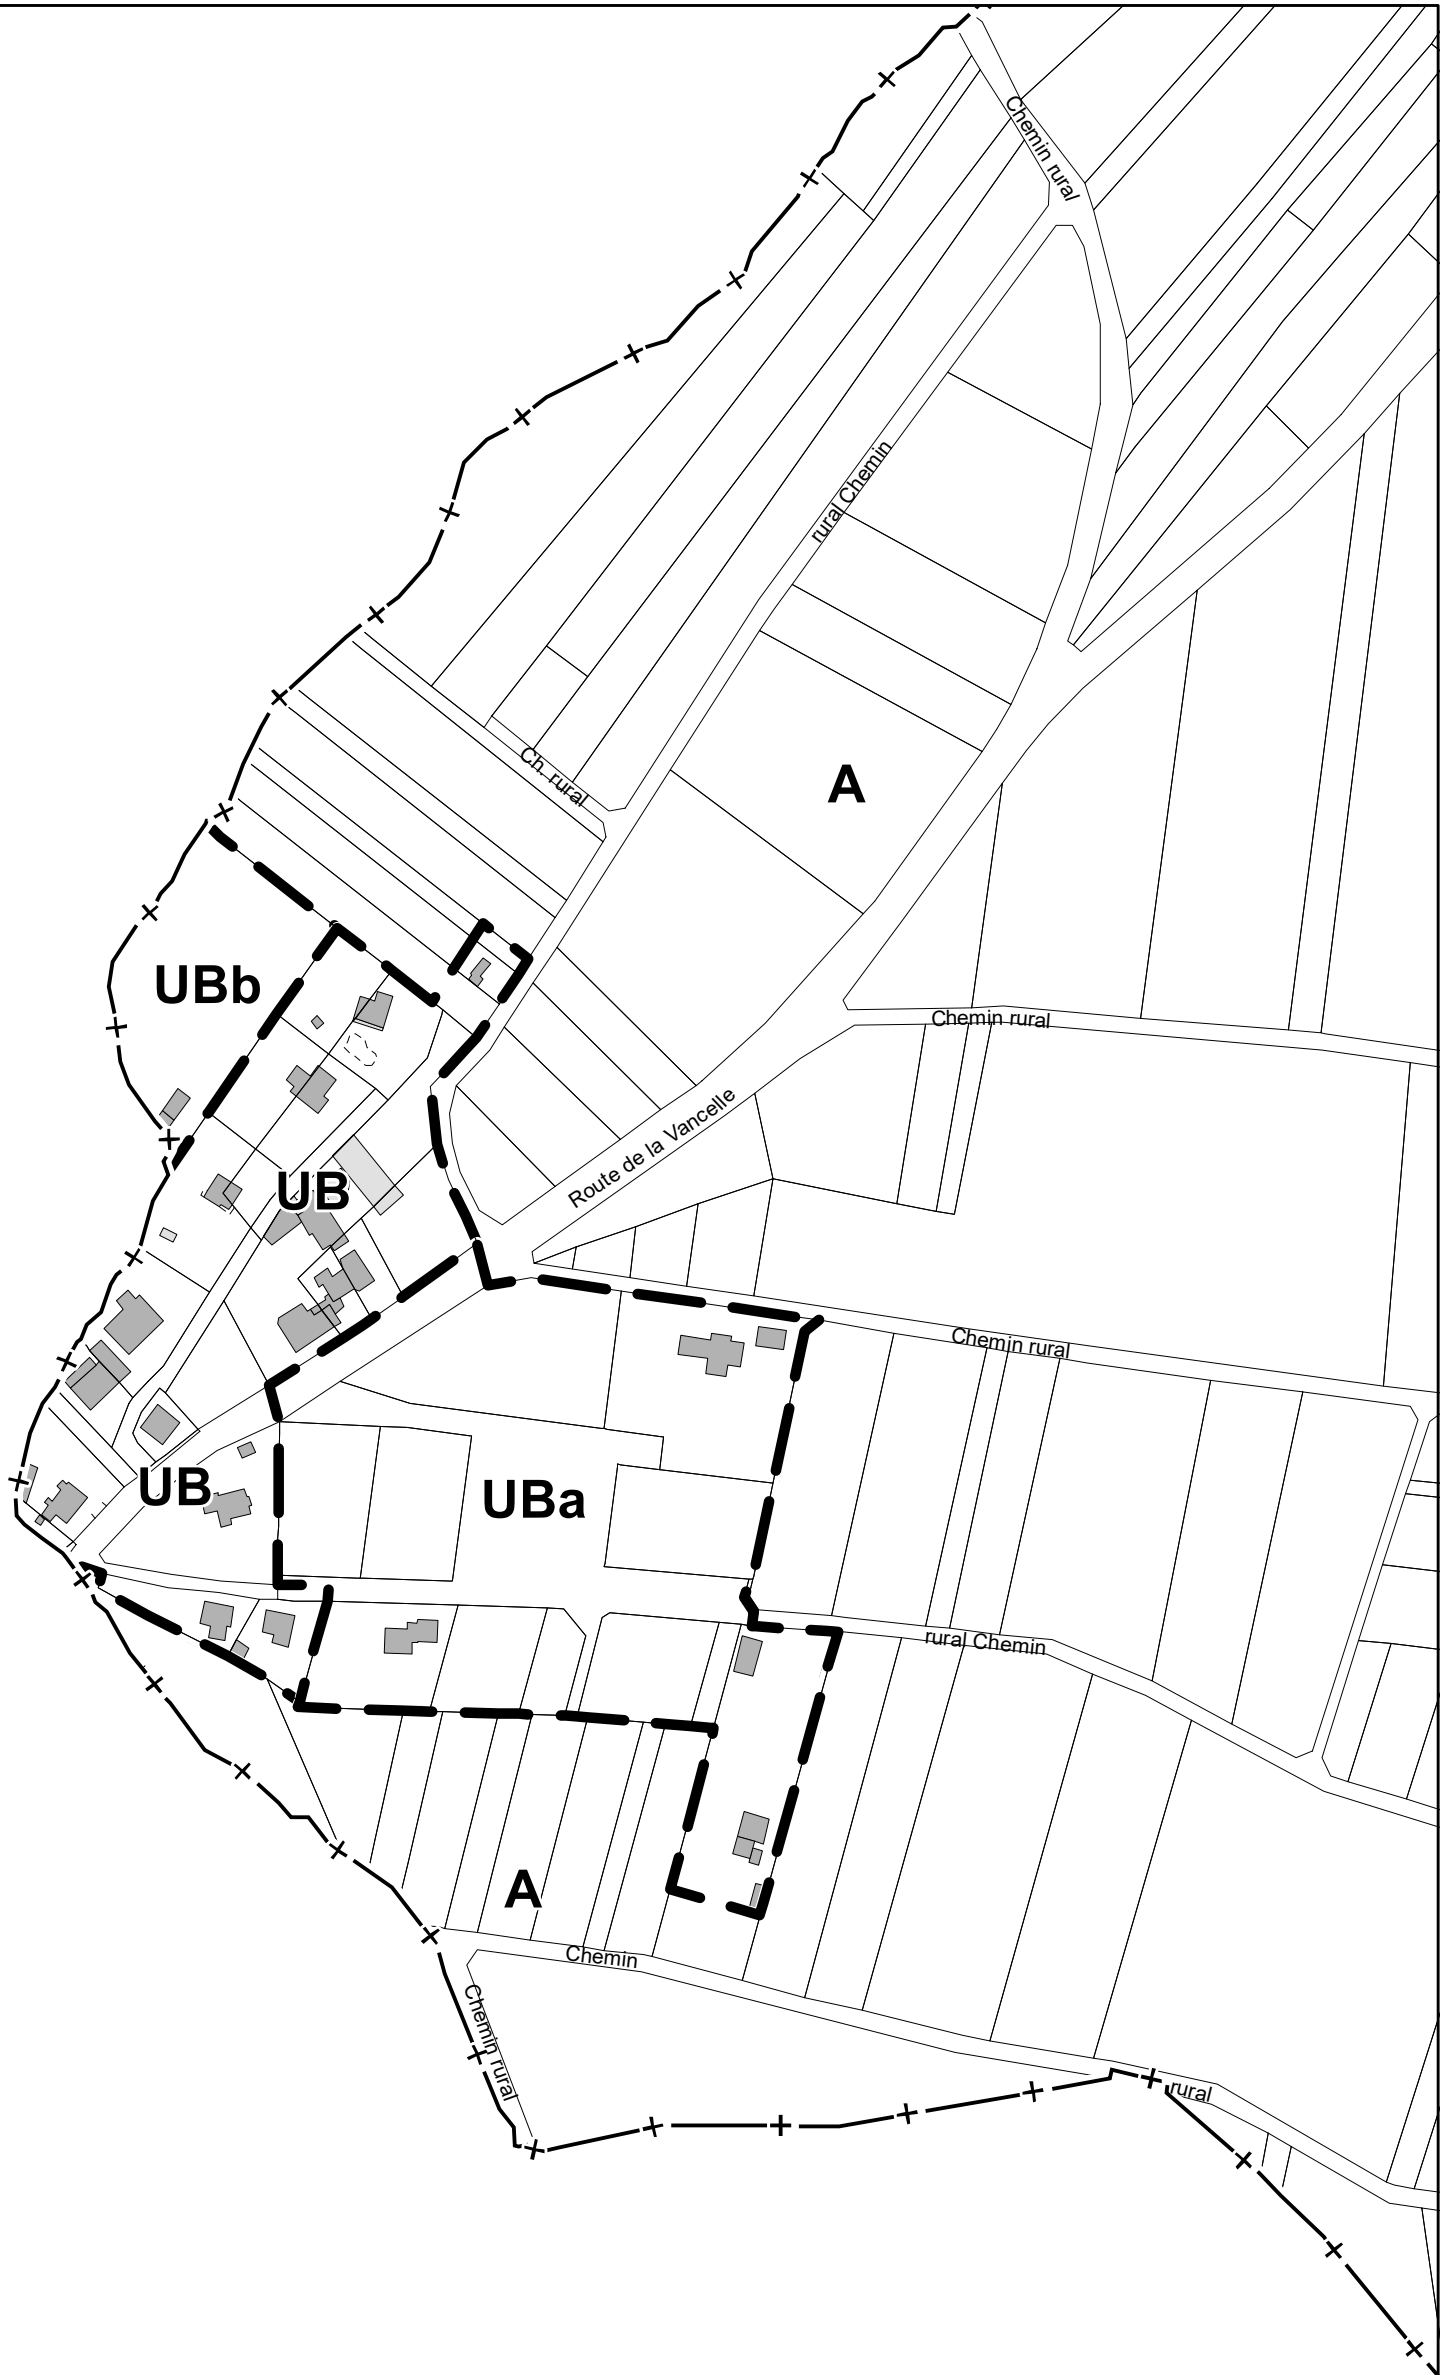 Chemin rural
rural Chemin
Ch. rural
A
UBb
Chemin rural
Route de la Vancelle
UB
Chemin rural
UB
UBa
rural Chemin
A
Chemin
Chemin rural
rural